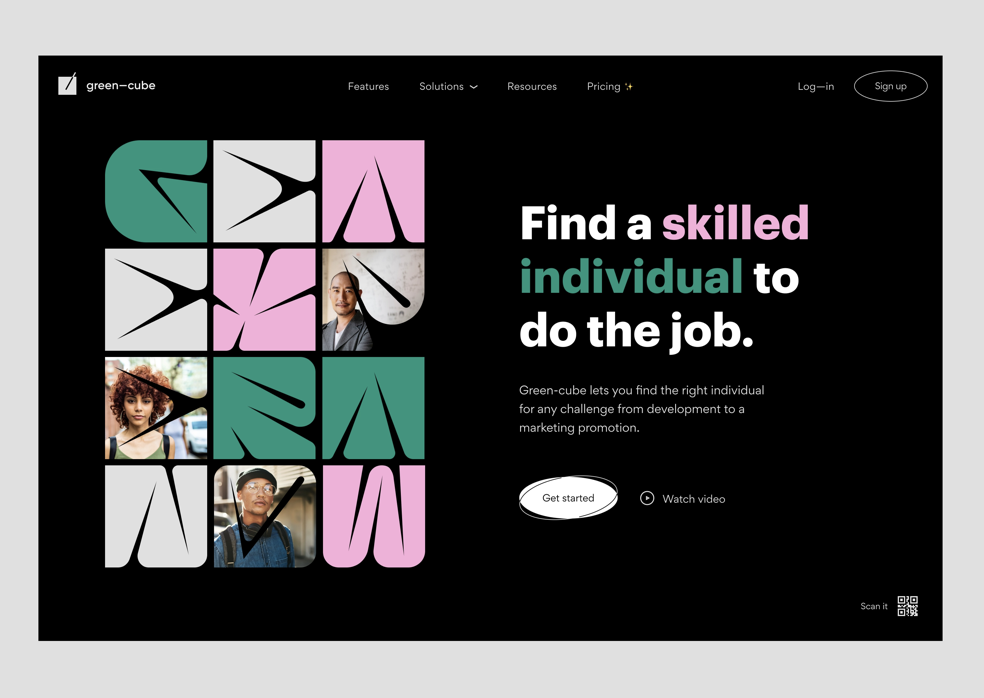 green—cube
Features
Solutions
Resources
Pricing ✨
Log—in
Sign up
Find a skilled
individual to
do the job.
Green-cube lets you find the right individual
for any challenge from development to a
marketing promotion.
Get started
Watch video
Scan it